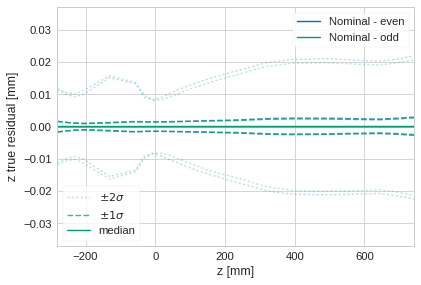 Nominal - even
Nominal - odd
z true residual [mm]
0.03
0.02
0.01
0.00
−0.01
−0.02
−0.03
±2σ
±1σ
median
−200
0
200
400
600
z [mm]